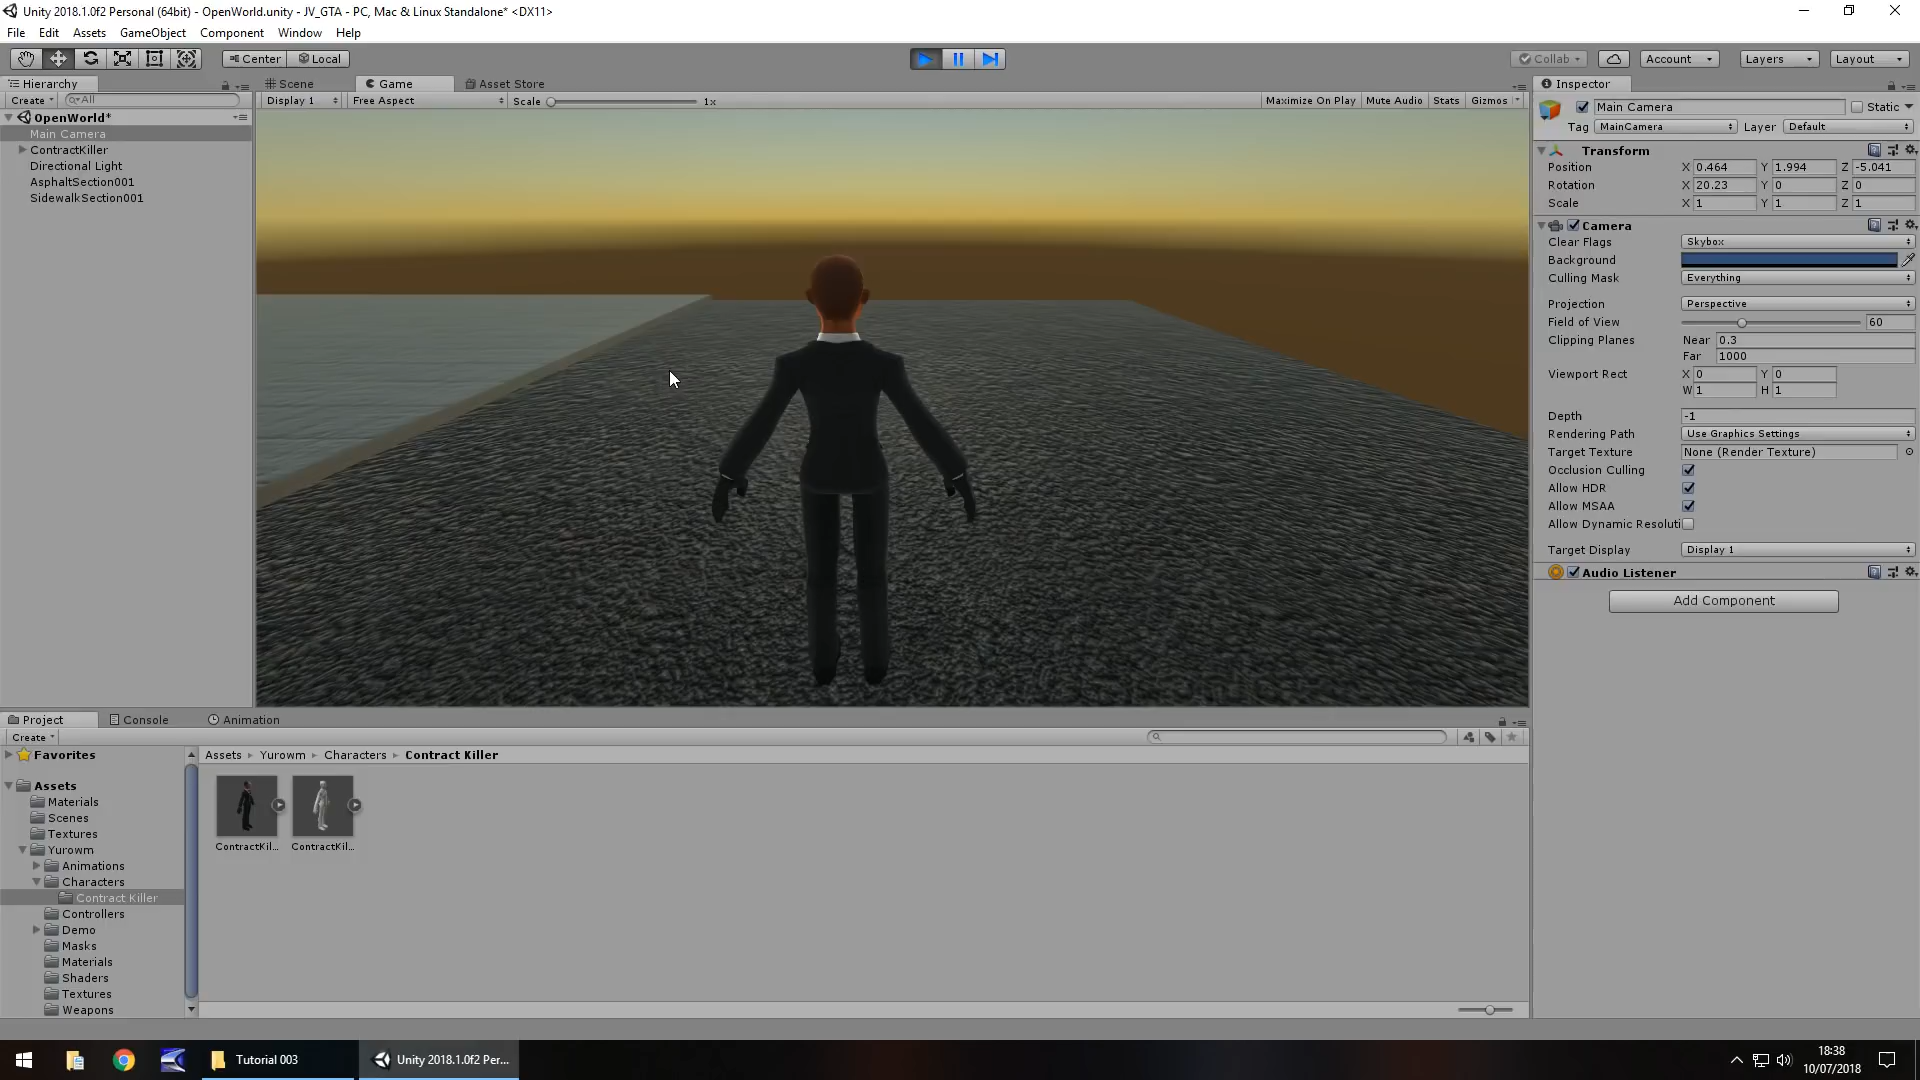 Unity 2018.1.0f2 Personal (64bit) - OpenWorld.unity - JV_GTA - PC, Mac & Linux Standalone* <DX11>
File Edit Assets GameObject Component Window Help
Center Local Collab Account Layers Layout
Hierarchy Scene Game Asset Store Inspector
Create All Display 1 Free Aspect Scale 1x Maximize On Play Mute Audio Stats Gizmos
OpenWorld*
Main Camera
ContractKiller
Directional Light
AsphaltSection001
SidewalkSection001
Main Camera Static
Tag MainCamera Layer Default
Transform
Position X 0.464 Y 1.994 Z -5.041
Rotation X 20.23 Y 0 Z 0
Scale X 1 Y 1 Z 1
Camera
Clear Flags Skybox
Background
Culling Mask Everything
Projection Perspective
Field of View 60
Clipping Planes Near 0.3
Far 1000
Viewport Rect X 0 Y 0
W 1 H 1
Depth -1
Rendering Path Use Graphics Settings
Target Texture None (Render Texture)
Occlusion Culling
Allow HDR
Allow MSAA
Allow Dynamic Resoluti
Target Display Display 1
Audio Listener
Add Component
Project Console Animation
Create
Favorites
Assets
Materials
Scenes
Textures
Yurowm
Animations
Characters
Contract Killer
Controllers
Demo
Masks
Materials
Shaders
Textures
Weapons
Assets Yurowm Characters Contract Killer
ContractKil... ContractKil...
Tutorial 003 Unity 2018.1.0f2 Per...
18:38
10/07/2018